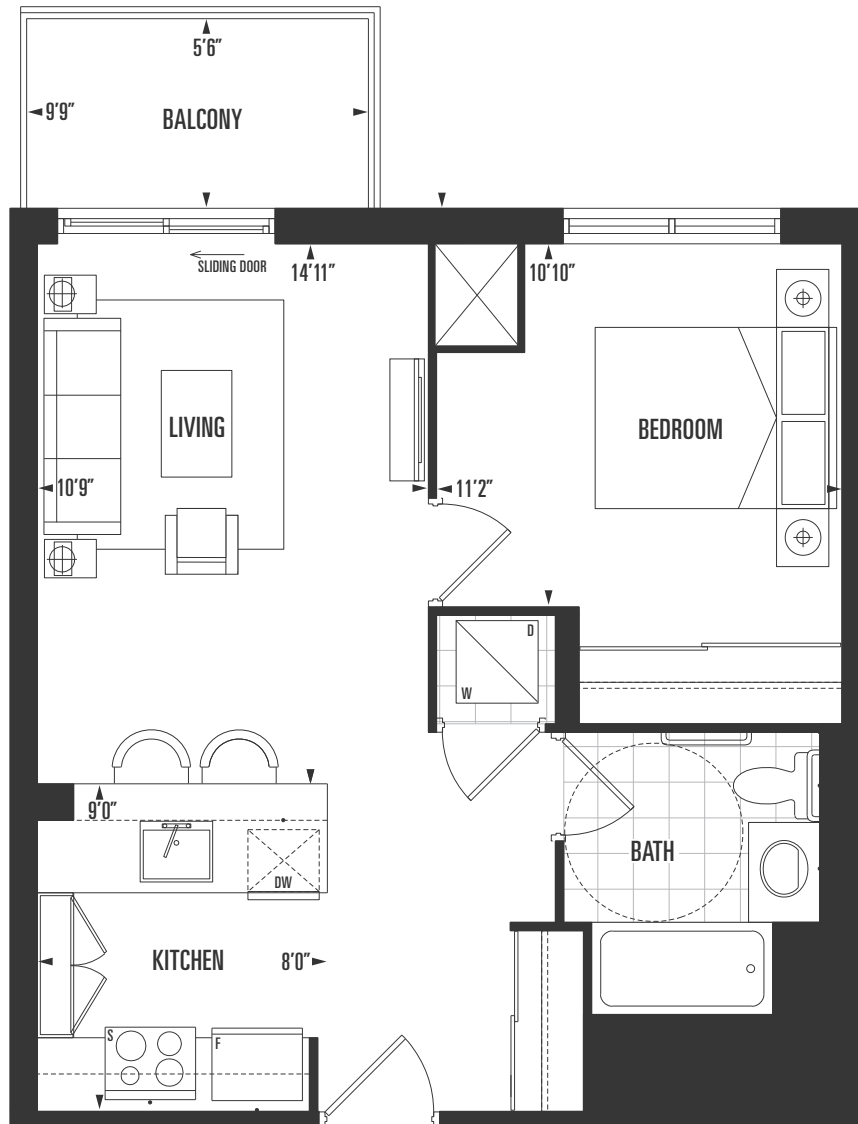 5'6"
9'9"
BALCONY
SLIDING DOOR
14'11"
10'10"
LIVING
BEDROOM
10'9"
11'2"
D
W
9'0"
BATH
DW
KITCHEN
8'0"
S
F